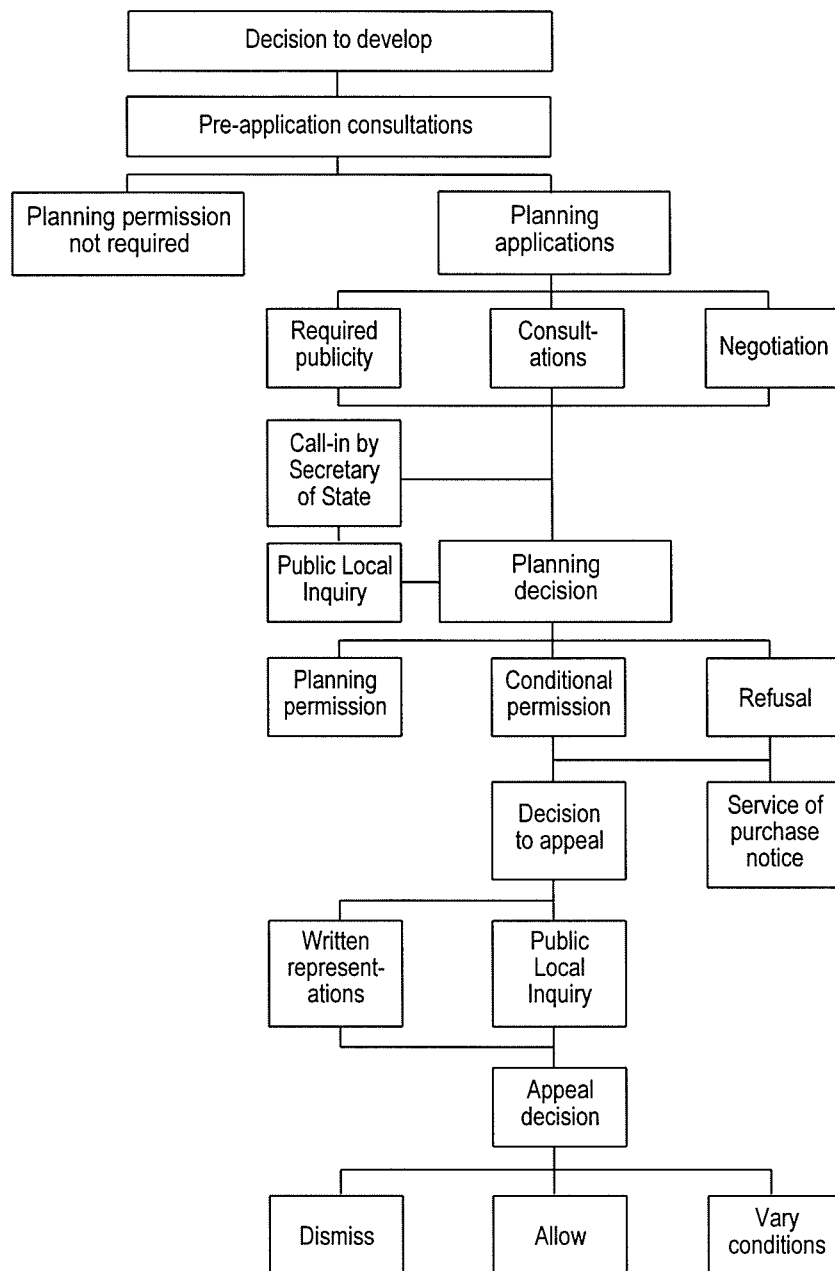 Decision to develop
Pre-application consultations
Planning permission
not required
Planning
applications
Required
publicity
Consult-
ations
Negotiation
Call-in by
Secretary
of State
Public Local
Inquiry
Planning
decision
Planning
permission
Conditional
permission
Refusal
Decision
to appeal
Service of
purchase
notice
Written
represent-
ations
Public
Local
Inquiry
Appeal
decision
Dismiss
Allow
Vary
conditions